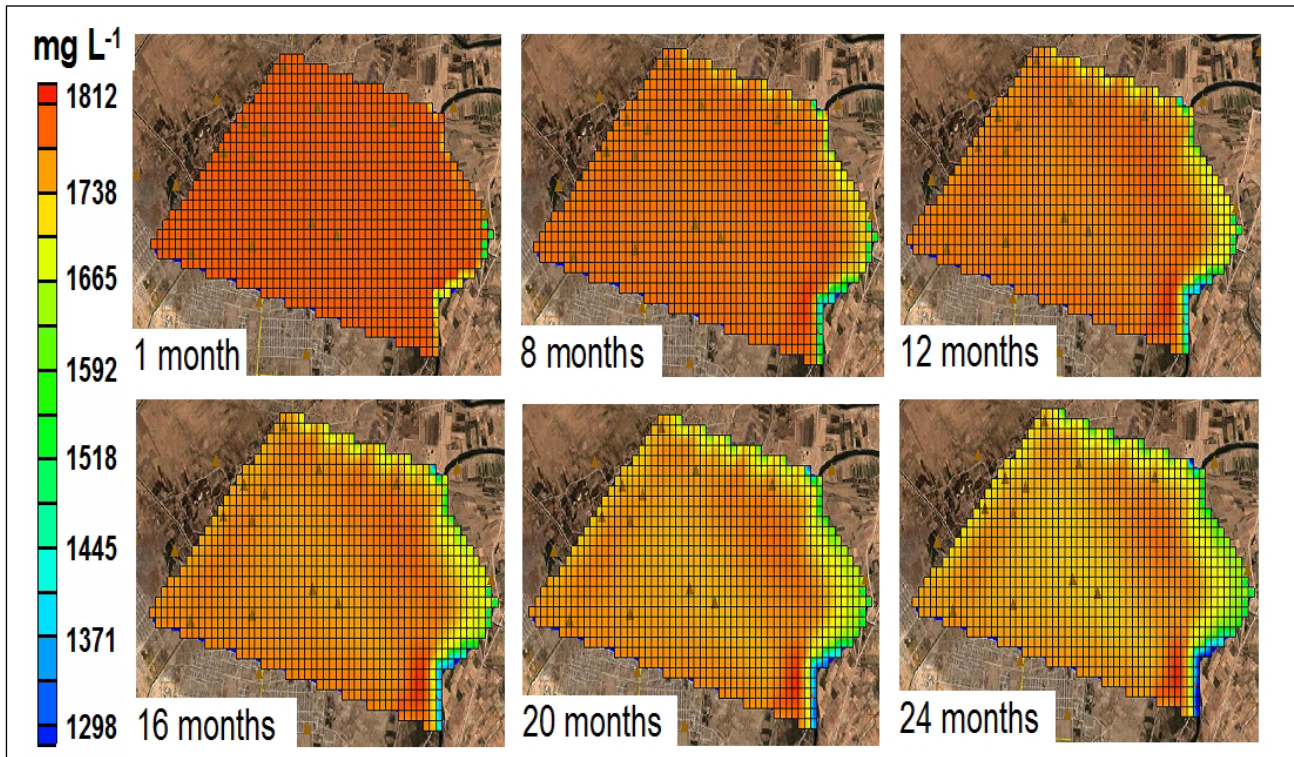 mg L-1
1812
1738
1665
1592
1518
1445
1371
1298
1 month
8 months
12 months
16 months
20 months
24 months